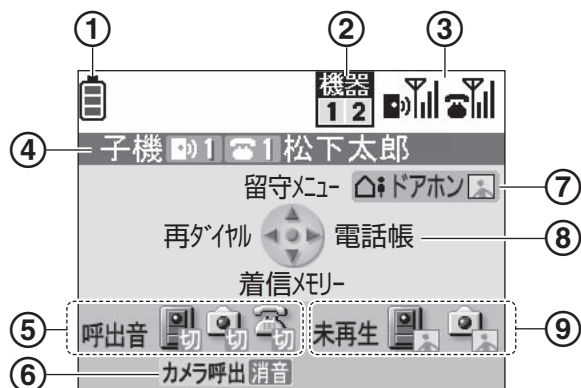 ① ② ③
機器
1 2
④ 子機 1 1 松下太郎
留守メニュー ドアホン ⑦
再ダイヤル 電話帳 ⑧
着信メモリー
⑤ 呼出音 切 切 切 未再生 ⑨
⑥ カメラ呼出 消音